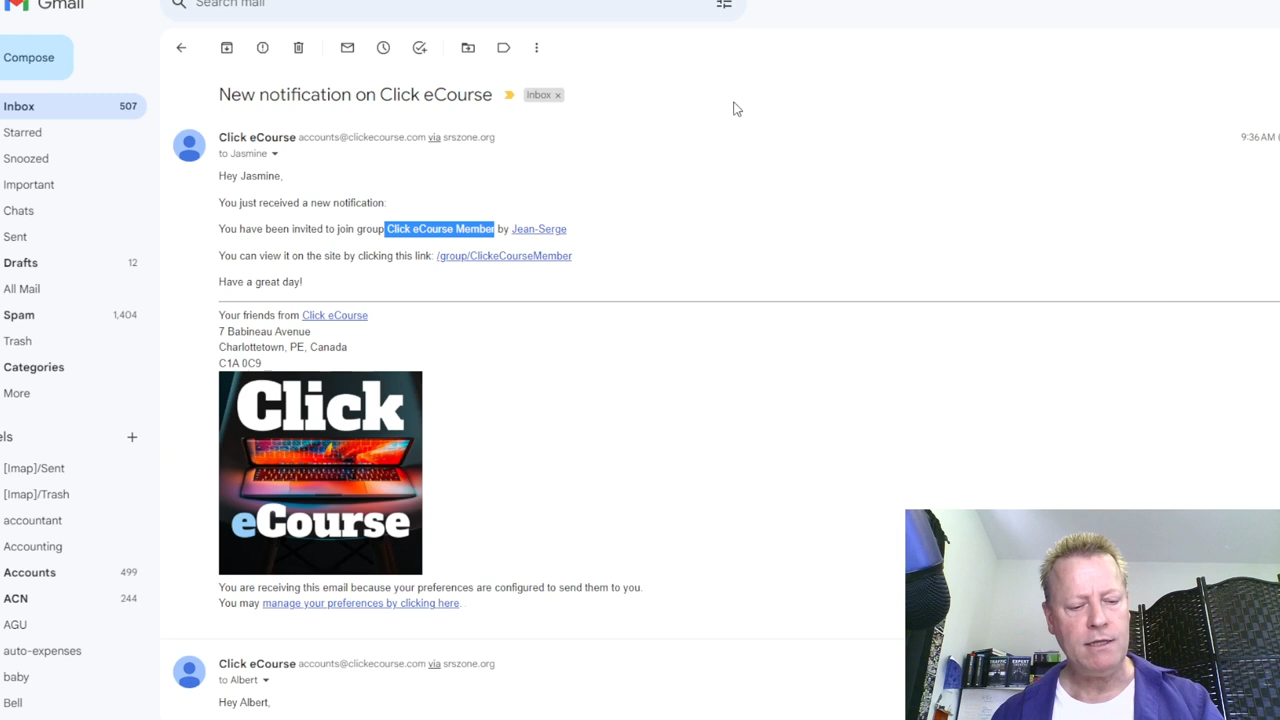 Gmail
Search mail
Compose
Inbox 507
Starred
Snoozed
Important
Chats
Sent
Drafts 12
All Mail
Spam 1,404
Trash
Categories
More
els +
[Imap]/Sent
[Imap]/Trash
accountant
Accounting
Accounts 499
ACN 244
AGU
auto-expenses
baby
Bell
New notification on Click eCourse Inbox x
Click eCourse accounts@clickecourse.com via srszone.org 9:36 AM (
to Jasmine
Hey Jasmine,
You just received a new notification:
You have been invited to join group Click eCourse Member by Jean-Serge
You can view it on the site by clicking this link: /group/ClickeCourseMember
Have a great day!
Your friends from Click eCourse
7 Babineau Avenue
Charlottetown, PE, Canada
C1A 0C9
Click
eCourse
You are receiving this email because your preferences are configured to send them to you.
You may manage your preferences by clicking here.
Click eCourse accounts@clickecourse.com via srszone.org
to Albert
Hey Albert,
TRAFFIC
EXPERT